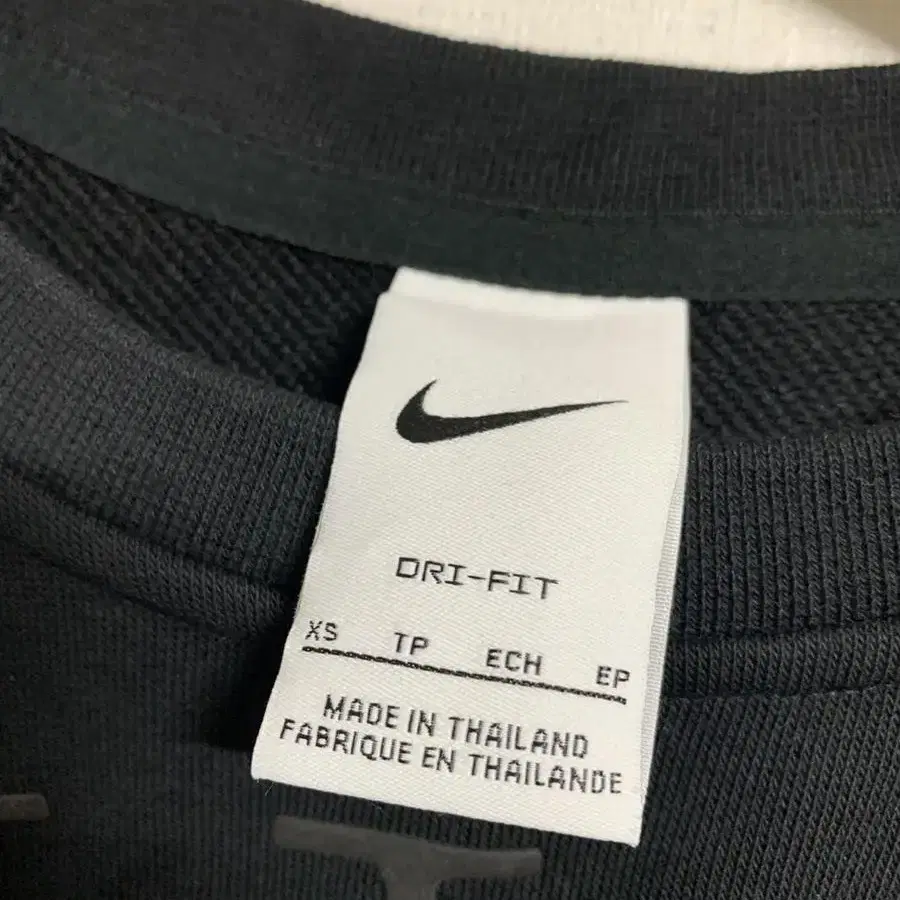 DRI-FIT
XS TP ECH EP
MADE IN THAILAND
FABRIQUE EN THAILANDE